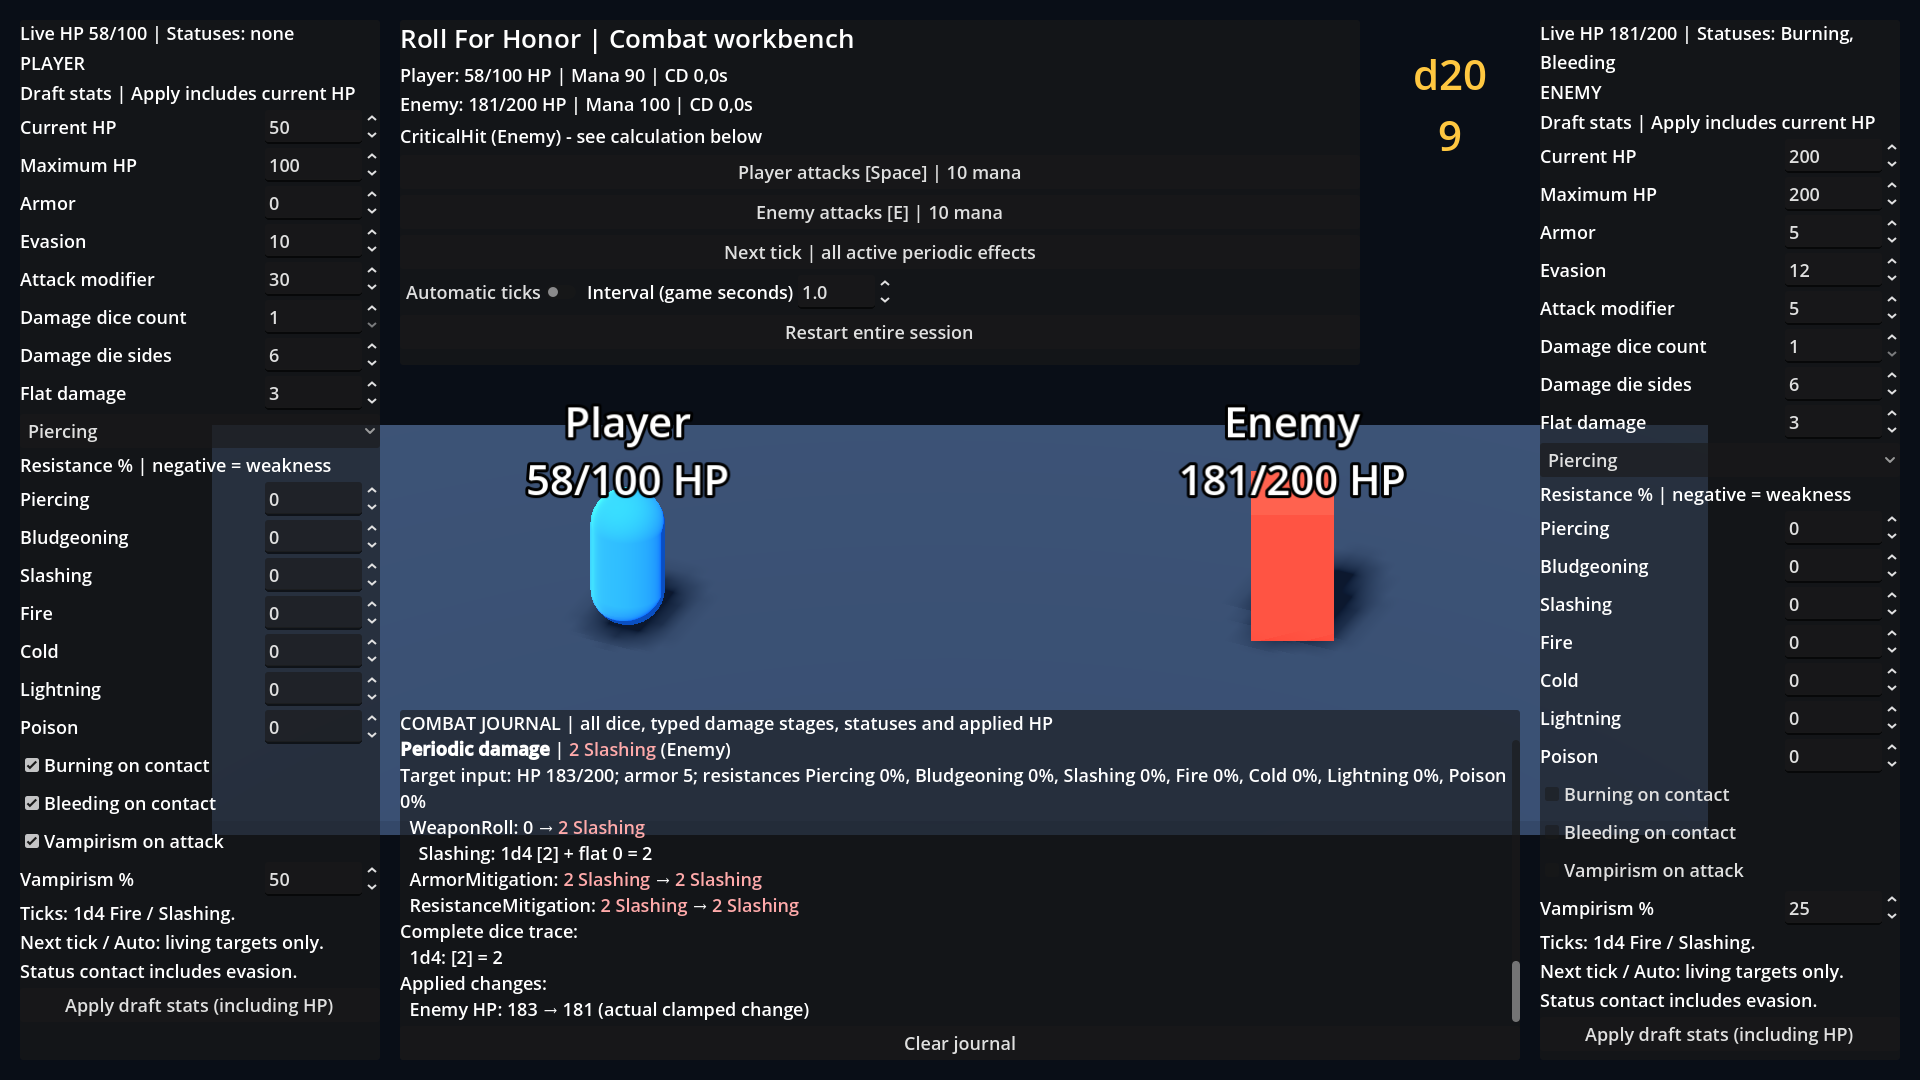 Live HP 58/100 | Statuses: none
PLAYER
Draft stats | Apply includes current HP
Current HP 50
Maximum HP 100
Armor 0
Evasion 10
Attack modifier 30
Damage dice count 1
Damage die sides 6
Flat damage 3
Piercing
Resistance % | negative = weakness
Piercing 0
Bludgeoning 0
Slashing 0
Fire 0
Cold 0
Lightning 0
Poison 0
Burning on contact
Bleeding on contact
Vampirism on attack
Vampirism % 50
Ticks: 1d4 Fire / Slashing.
Next tick / Auto: living targets only.
Status contact includes evasion.
Apply draft stats (including HP)
Roll For Honor | Combat workbench
Player: 58/100 HP | Mana 90 | CD 0,0s
Enemy: 181/200 HP | Mana 100 | CD 0,0s
CriticalHit (Enemy) - see calculation below
Player attacks [Space] | 10 mana
Enemy attacks [E] | 10 mana
Next tick | all active periodic effects
Automatic ticks Interval (game seconds) 1.0
Restart entire session
d20
9
Player
58/100 HP
Enemy
181/200 HP
COMBAT JOURNAL | all dice, typed damage stages, statuses and applied HP
Periodic damage | 2 Slashing (Enemy)
Target input: HP 183/200; armor 5; resistances Piercing 0%, Bludgeoning 0%, Slashing 0%, Fire 0%, Cold 0%, Lightning 0%, Poison
0%
WeaponRoll: 0 → 2 Slashing
Slashing: 1d4 [2] + flat 0 = 2
ArmorMitigation: 2 Slashing → 2 Slashing
ResistanceMitigation: 2 Slashing → 2 Slashing
Complete dice trace:
1d4: [2] = 2
Applied changes:
Enemy HP: 183 → 181 (actual clamped change)
Clear journal
Live HP 181/200 | Statuses: Burning,
Bleeding
ENEMY
Draft stats | Apply includes current HP
Current HP 200
Maximum HP 200
Armor 5
Evasion 12
Attack modifier 5
Damage dice count 1
Damage die sides 6
Flat damage 3
Piercing
Resistance % | negative = weakness
Piercing 0
Bludgeoning 0
Slashing 0
Fire 0
Cold 0
Lightning 0
Poison 0
Burning on contact
Bleeding on contact
Vampirism on attack
Vampirism % 25
Ticks: 1d4 Fire / Slashing.
Next tick / Auto: living targets only.
Status contact includes evasion.
Apply draft stats (including HP)